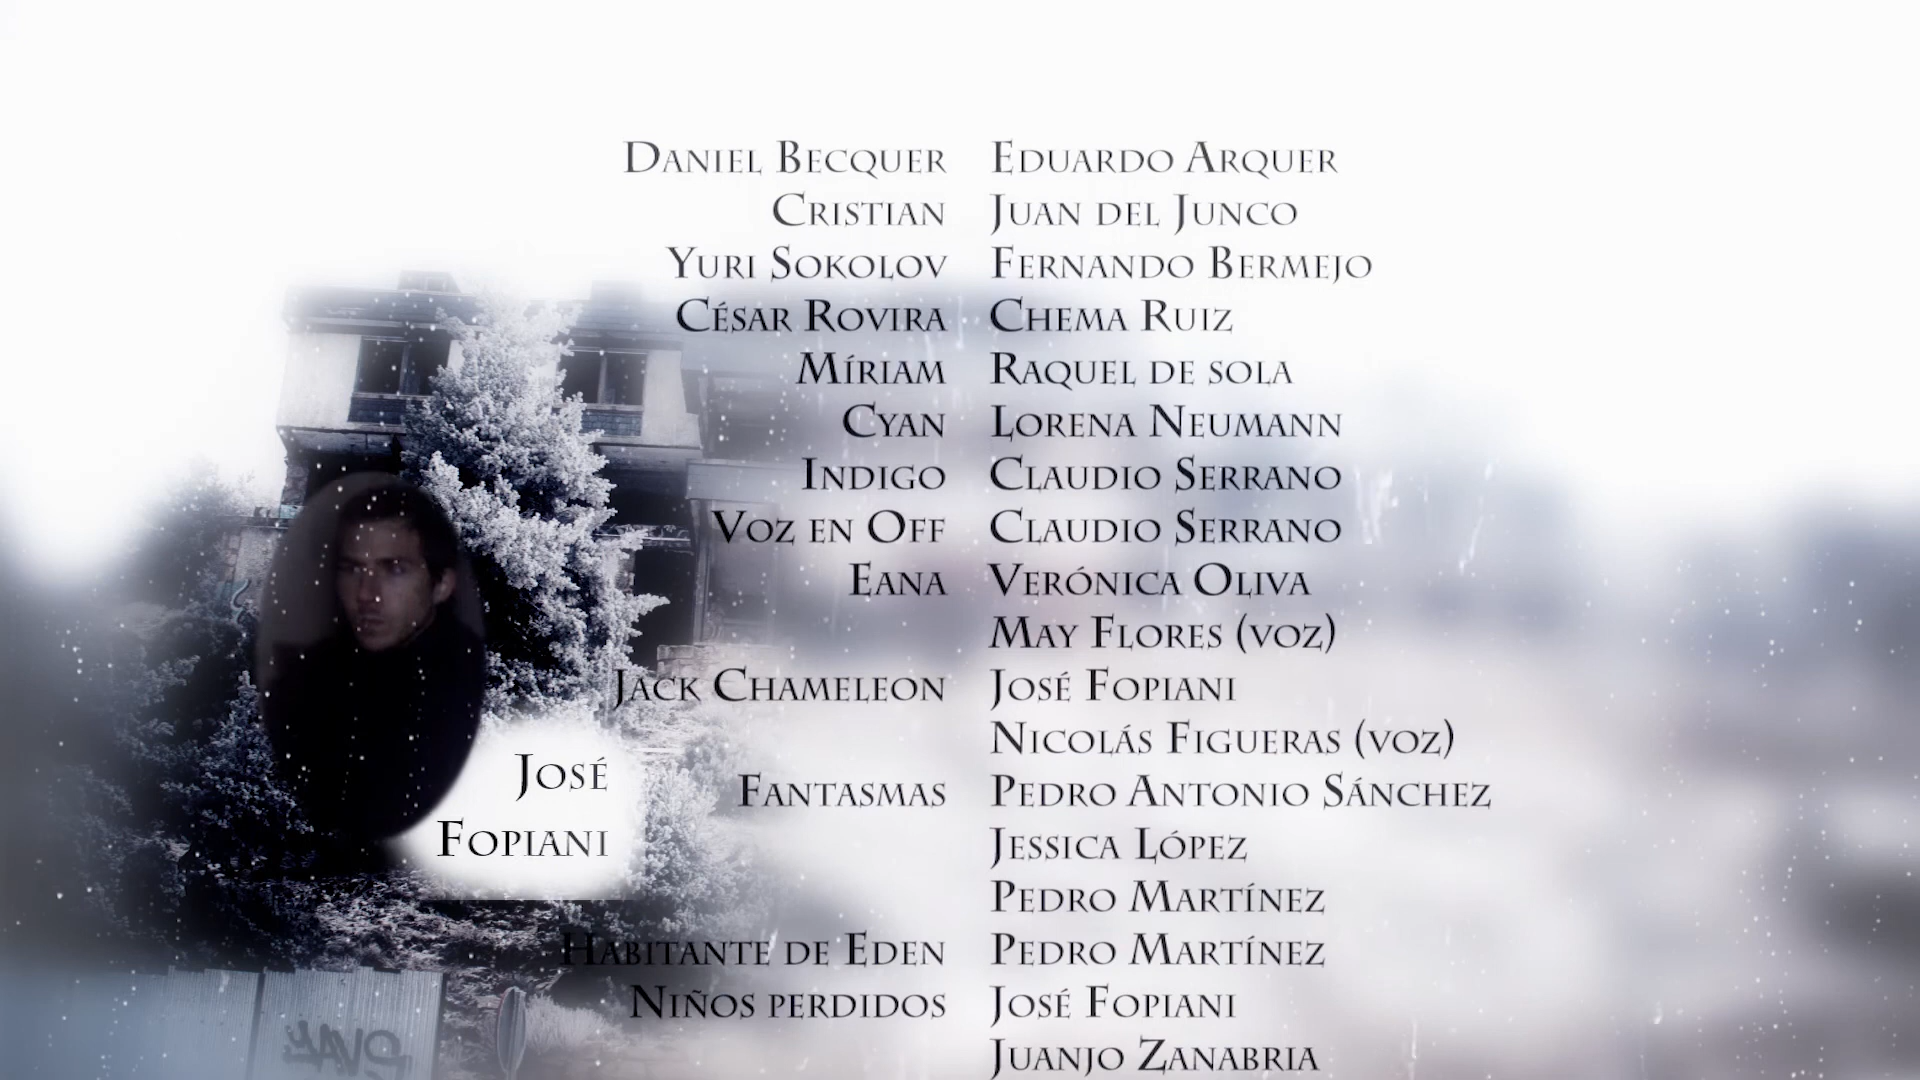 Daniel Becquer Eduardo Arquer
Cristian Juan del Junco
Yuri Sokolov Fernando Bermejo
César Rovira Chema Ruiz
Míriam Raquel de sola
Cyan Lorena Neumann
Indigo Claudio Serrano
Voz en Off Claudio Serrano
Eana Verónica Oliva
May Flores (voz)
Jack Chameleon José Fopiani
Nicolás Figueras (voz)
Fantasmas Pedro Antonio Sánchez
Jessica López
Pedro Martínez
Habitante de Eden Pedro Martínez
Niños perdidos José Fopiani
Juanjo Zanabria
José
Fopiani